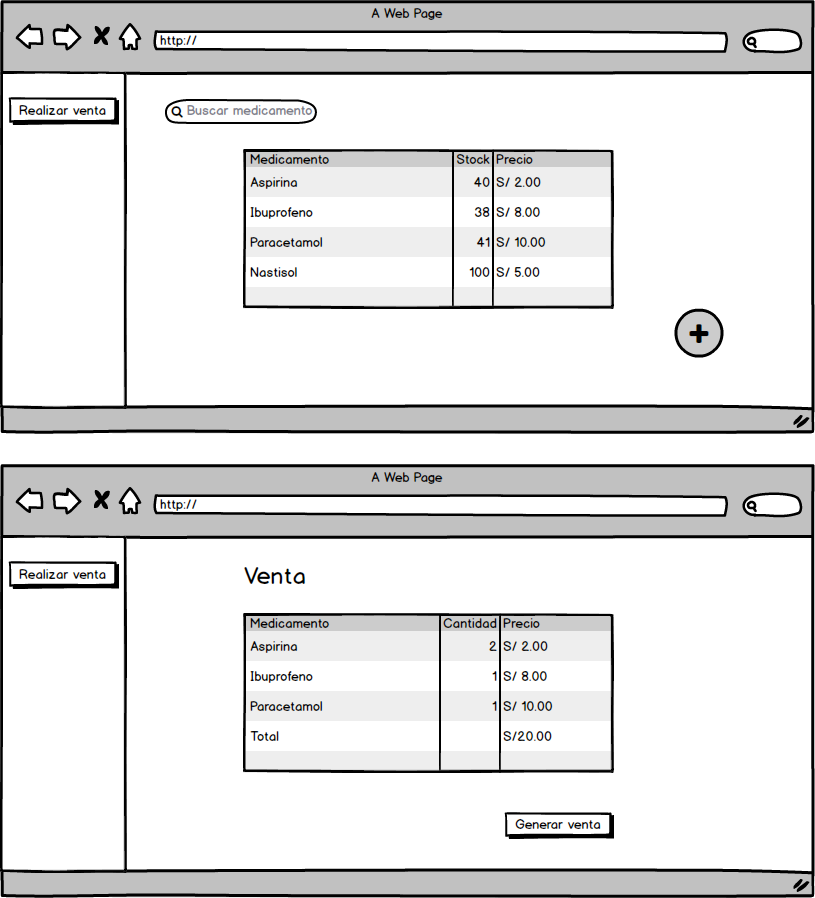 A Web Page
http://
Realizar venta
Buscar medicamento
Medicamento Stock Precio
Aspirina 40 S/ 2.00
Ibuprofeno 38 S/ 8.00
Paracetamol 41 S/ 10.00
Nastisol 100 S/ 5.00
A Web Page
http://
Realizar venta
Venta
Medicamento Cantidad Precio
Aspirina 2 S/ 2.00
Ibuprofeno 1 S/ 8.00
Paracetamol 1 S/ 10.00
Total S/20.00
Generar venta